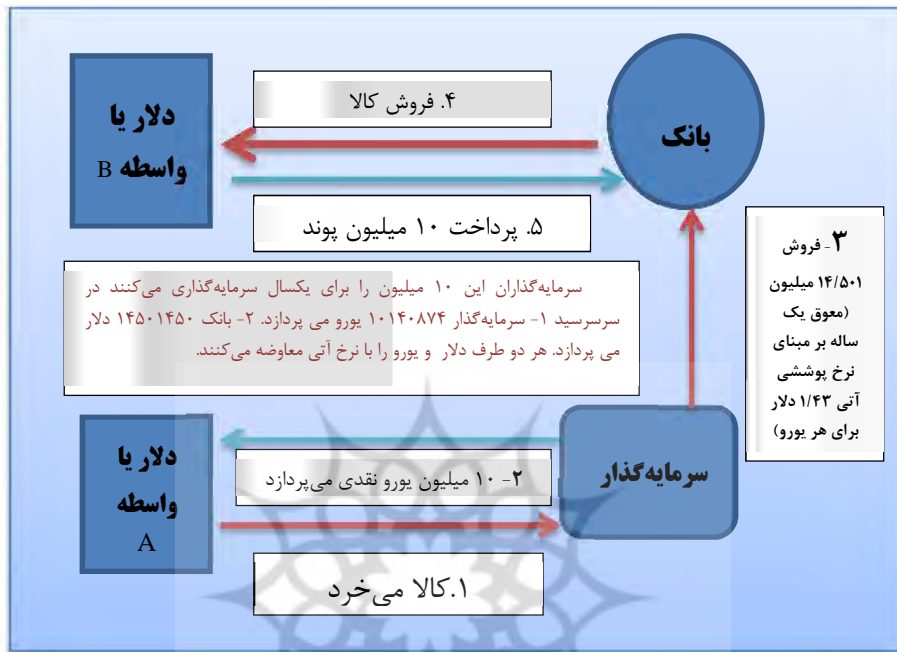 دلار یا
واسطه B
۴. فروش کالا
بانک
۵. پرداخت ۱۰ میلیون پوند
۳- فروش
۱۴/۵۰۱ میلیون
(معوق یک
ساله بر مبنای
نرخ پوششی
آتی ۱/۴۳ دلار
برای هر یورو)
سرمایه‌گذاران این ۱۰ میلیون را برای یکسال سرمایه‌گذاری می‌کنند در
سررسید ۱- سرمایه‌گذار ۱۰۱۴۰۸۷۴ یورو می پردازد. ۲- بانک ۱۴۵۰۱۴۵۰ دلار
می پردازد. هر دو طرف دلار و یورو را با نرخ آتی معاوضه می‌کنند.
دلار یا
واسطه
A
۲- ۱۰ میلیون یورو نقدی می‌پردازد
سرمایه‌گذار
۱.کالا می‌خرد